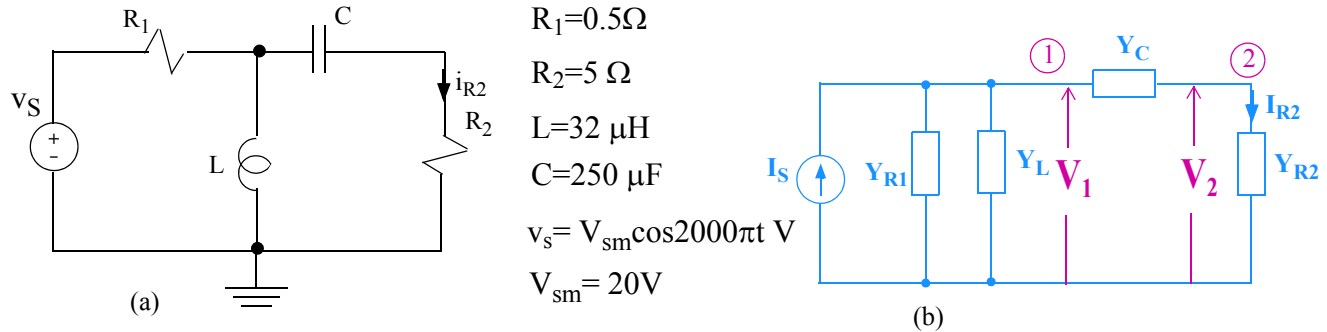 R1
C
vS
iR2
R2
L
(a)
R1=0.5Ω
R2=5 Ω
L=32 μH
C=250 μF
vs= Vsmcos2000πt V
Vsm= 20V
1
YC
2
IR2
IS
YR1
YL
V1
V2
YR2
(b)